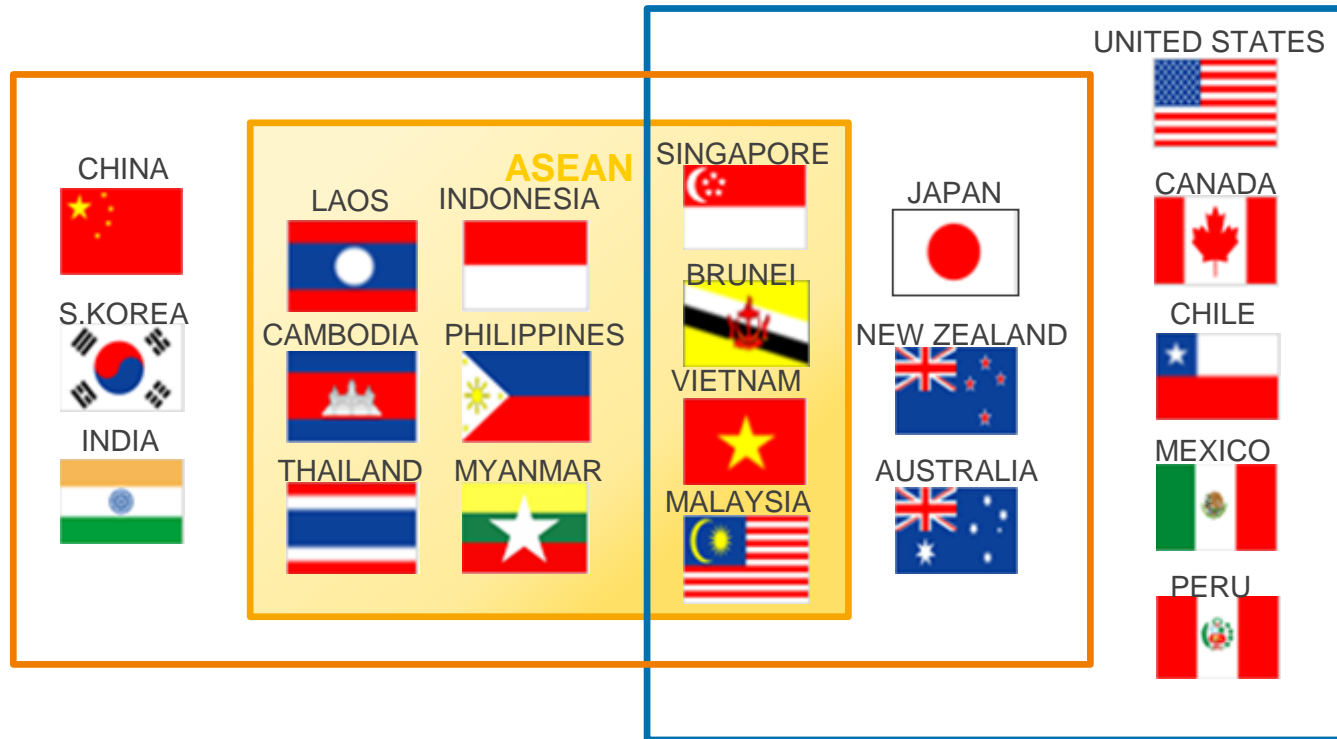 UNITED STATES
ASEAN
SINGAPORE
CHINA
LAOS
INDONESIA
JAPAN
CANADA
BRUNEI
S.KOREA
CAMBODIA
PHILIPPINES
NEW ZEALAND
CHILE
VIETNAM
INDIA
THAILAND
MYANMAR
AUSTRALIA
MEXICO
MALAYSIA
PERU